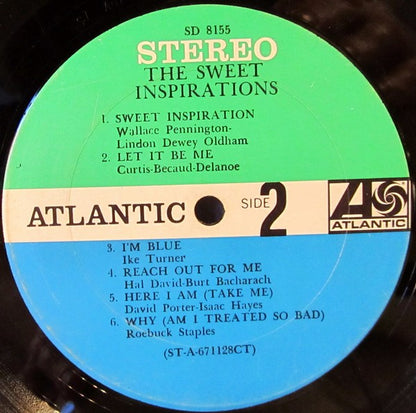 SD 8155
STEREO
THE SWEET
INSPIRATIONS
1. SWEET INSPIRATION
Wallace Pennington-
Lindon Dewey Oldham
2. LET IT BE ME
Curtis-Becaud-Delanoe
ATLANTIC SIDE 2
ATLANTIC
3. I'M BLUE
Ike Turner
4. REACH OUT FOR ME
Hal David-Burt Bacharach
5. HERE I AM (TAKE ME)
David Porter-Isaac Hayes
6. WHY (AM I TREATED SO BAD)
Roebuck Staples
(ST-A-671128CT)